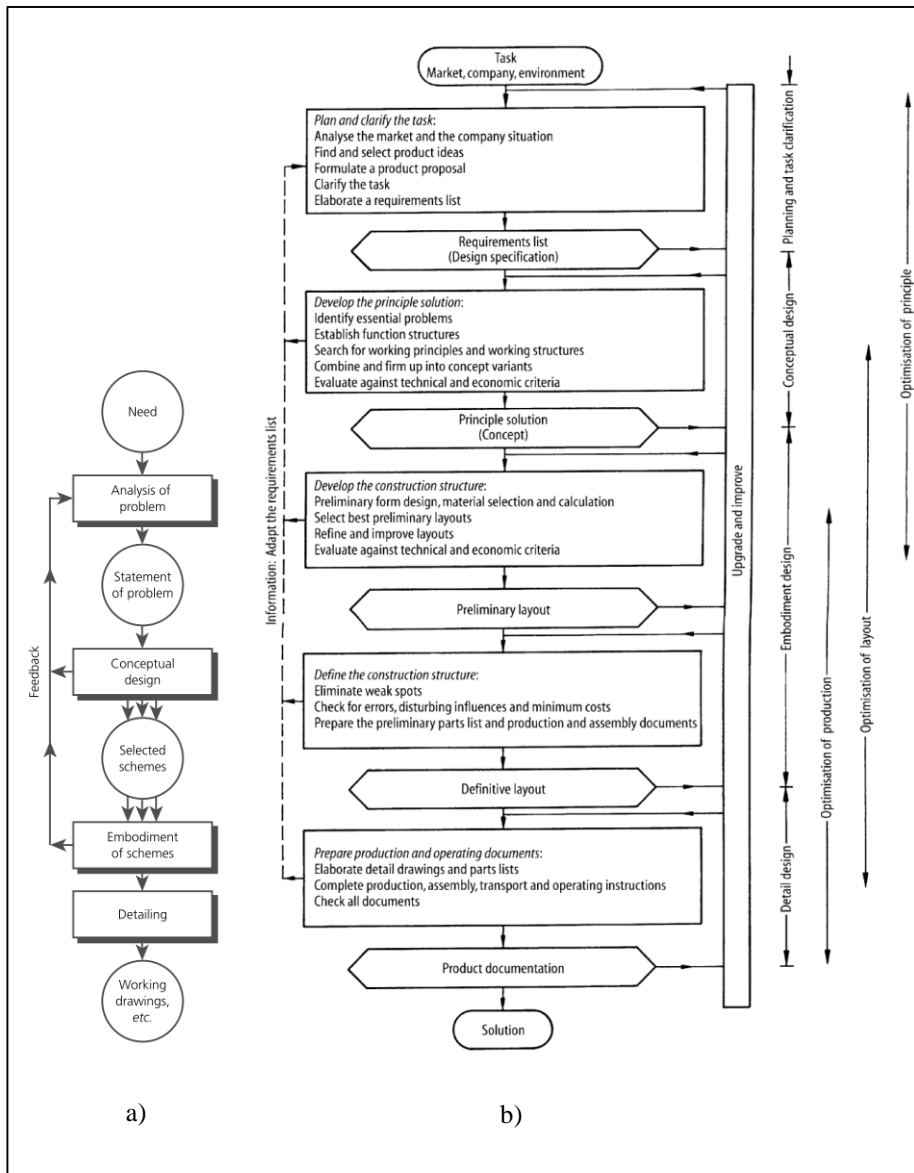 Need
Analysis of
problem
Statement
of problem
Conceptual
design
Selected
schemes
Embodiment
of schemes
Detailing
Working
drawings,
etc.
Feedback
a)
Task
Market, company, environment
Plan and clarify the task:
Analyse the market and the company situation
Find and select product ideas
Formulate a product proposal
Clarify the task
Elaborate a requirements list
Requirements list
(Design specification)
Develop the principle solution:
Identify essential problems
Establish function structures
Search for working principles and working structures
Combine and firm up into concept variants
Evaluate against technical and economic criteria
Principle solution
(Concept)
Develop the construction structure:
Preliminary form design, material selection and calculation
Select best preliminary layouts
Refine and improve layouts
Evaluate against technical and economic criteria
Preliminary layout
Define the construction structure:
Eliminate weak spots
Check for errors, disturbing influences and minimum costs
Prepare the preliminary parts list and production and assembly documents
Definitive layout
Prepare production and operating documents:
Elaborate detail drawings and parts lists
Complete production, assembly, transport and operating instructions
Check all documents
Product documentation
Solution
Information: Adapt the requirements list
Upgrade and improve
Planning and task clarification
Conceptual design
Embodiment design
Detail design
Optimisation of production
Optimisation of layout
Optimisation of principle
b)